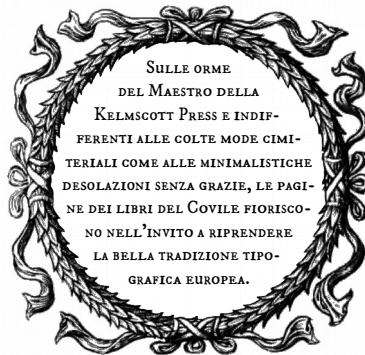 Sulle orme
del Maestro della
Kelmscott Press e indif-
ferenti alle colte mode cimi-
teriali come alle minimalistiche
desolazioni senza grazie, le pagi-
ne dei libri del Covile fiorisco-
no nell'invito a riprendere
la bella tradizione tipo-
grafica europea.